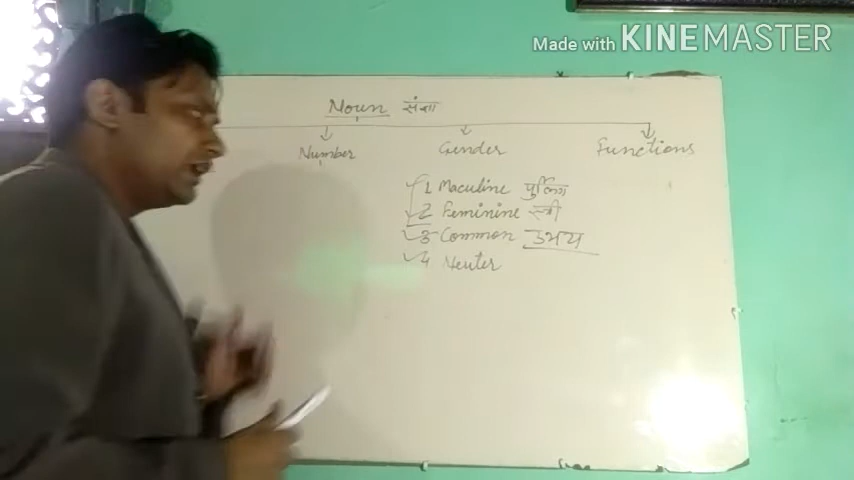 Made with KINEMASTER
Noun संज्ञा
Number Gender Functions
1 Maculine पुलिंग
2 Feminine स्त्री
3 Common उभय
4 Neuter